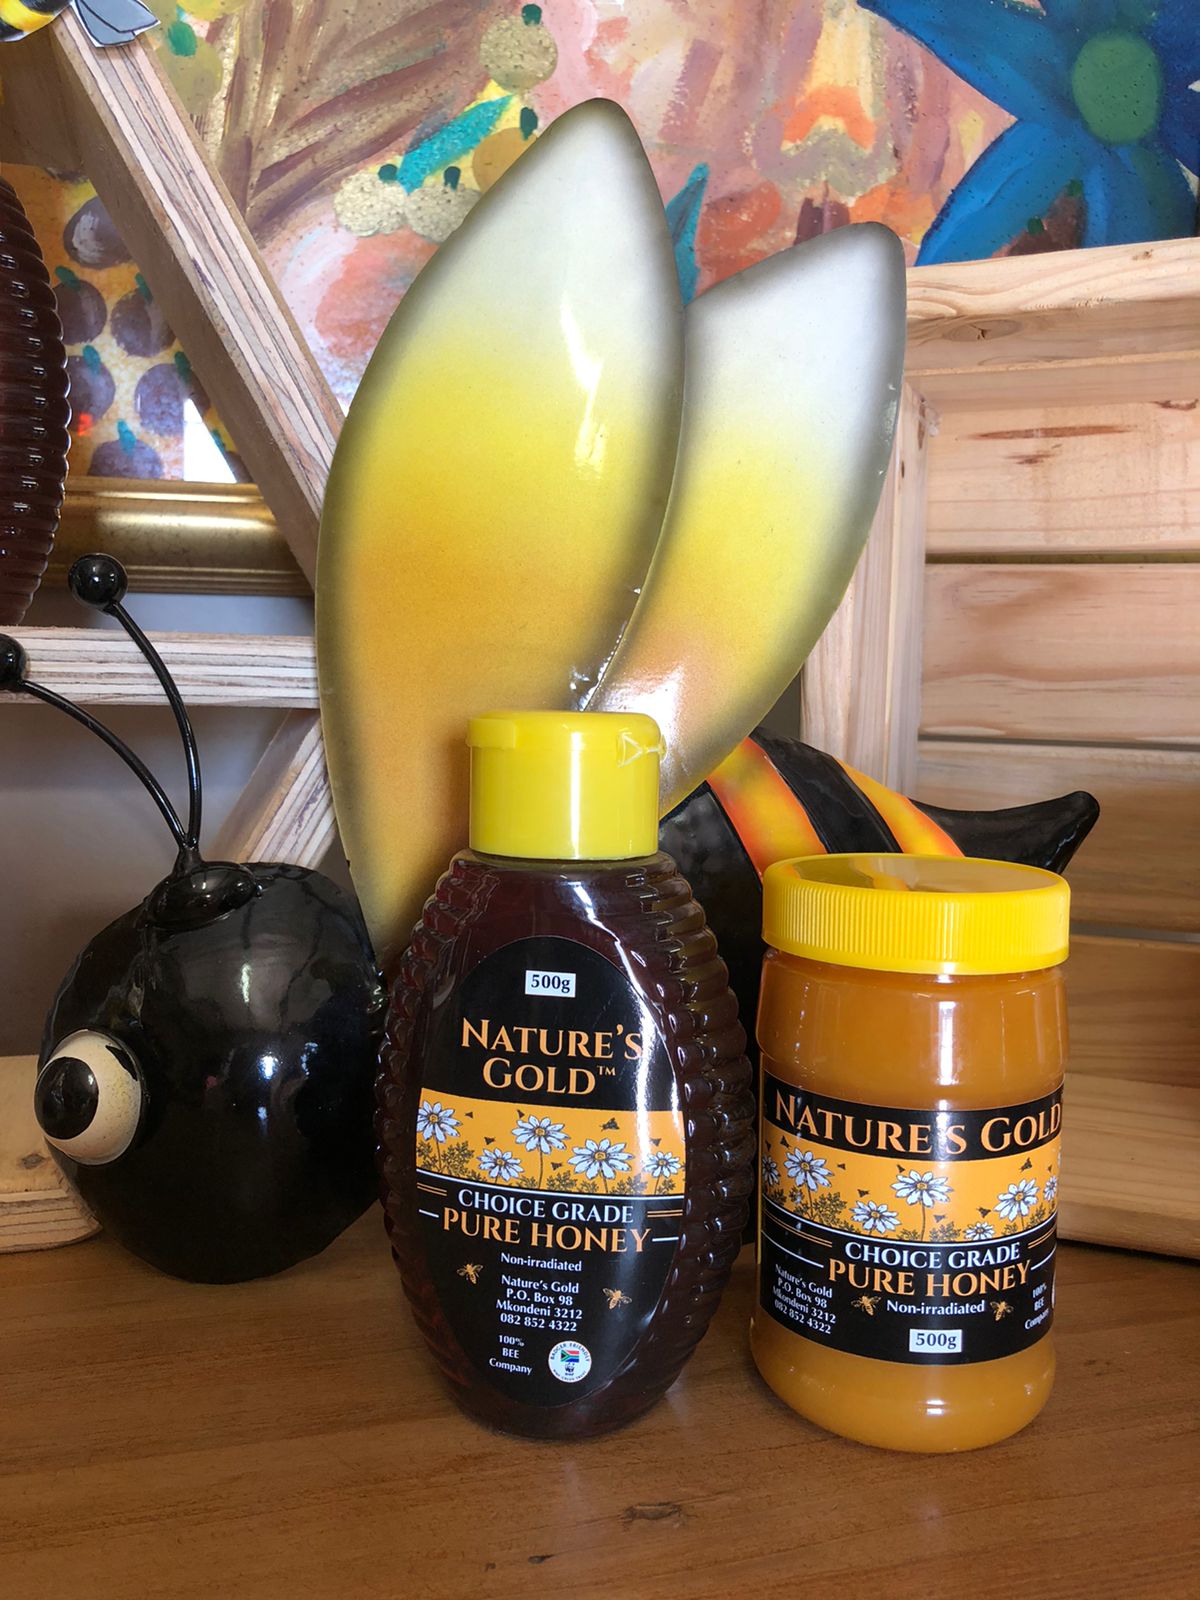 500g
NATURE'S
GOLD™
CHOICE GRADE
PURE HONEY
Non-irradiated
Nature's Gold
P.O. Box 98
Mkondeni 3212
082 852 4322
100%
BEE
Company
BADGER FRIENDLY
NATURE'S GOLD
CHOICE GRADE
PURE HONEY
Non-irradiated
Nature's Gold
P.O. Box 98
Mkondeni 3212
082 852 4322
100%
BEE
Company
500g